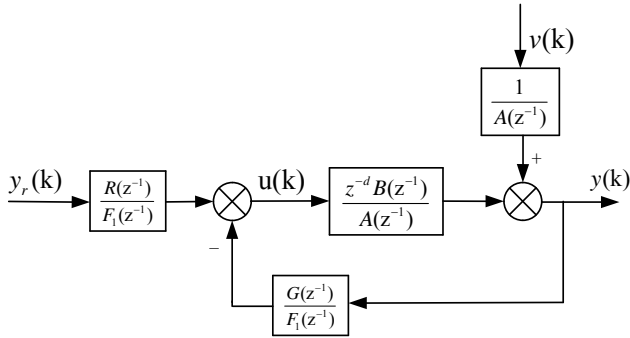 v(k)
1
A(z⁻¹)
+
y_r(k)
R(z⁻¹)
F₁(z⁻¹)
u(k)
z⁻ᵈB(z⁻¹)
A(z⁻¹)
y(k)
−
G(z⁻¹)
F₁(z⁻¹)